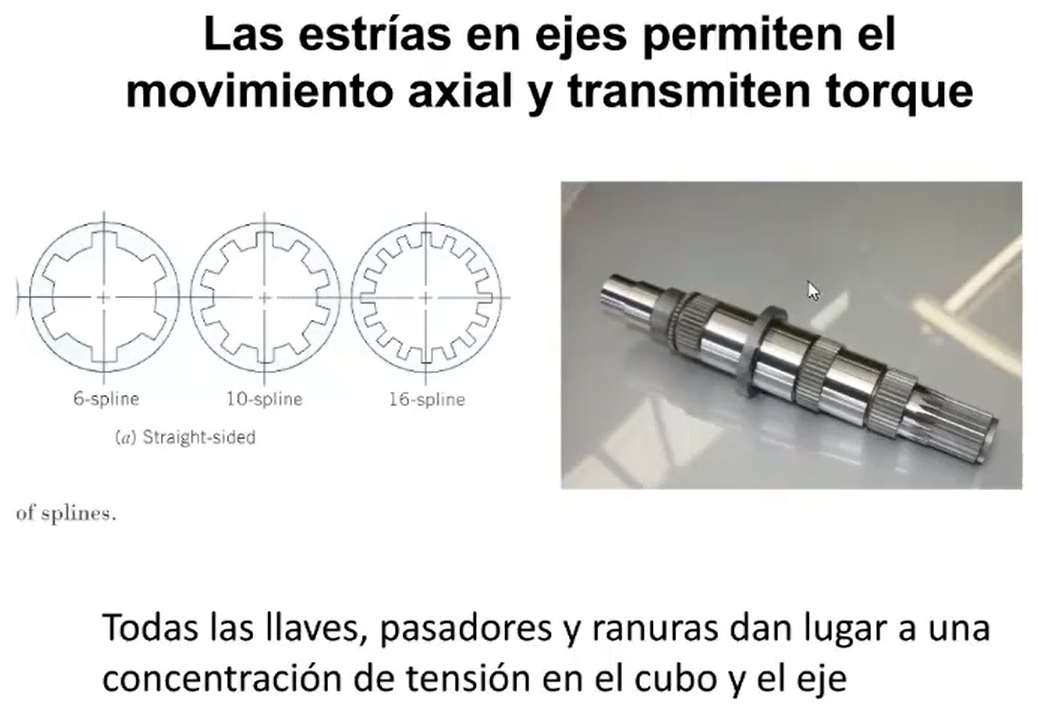 Las estrías en ejes permiten el
movimiento axial y transmiten torque
6-spline
10-spline
16-spline
(a) Straight-sided
of splines.
Todas las llaves, pasadores y ranuras dan lugar a una
concentración de tensión en el cubo y el eje